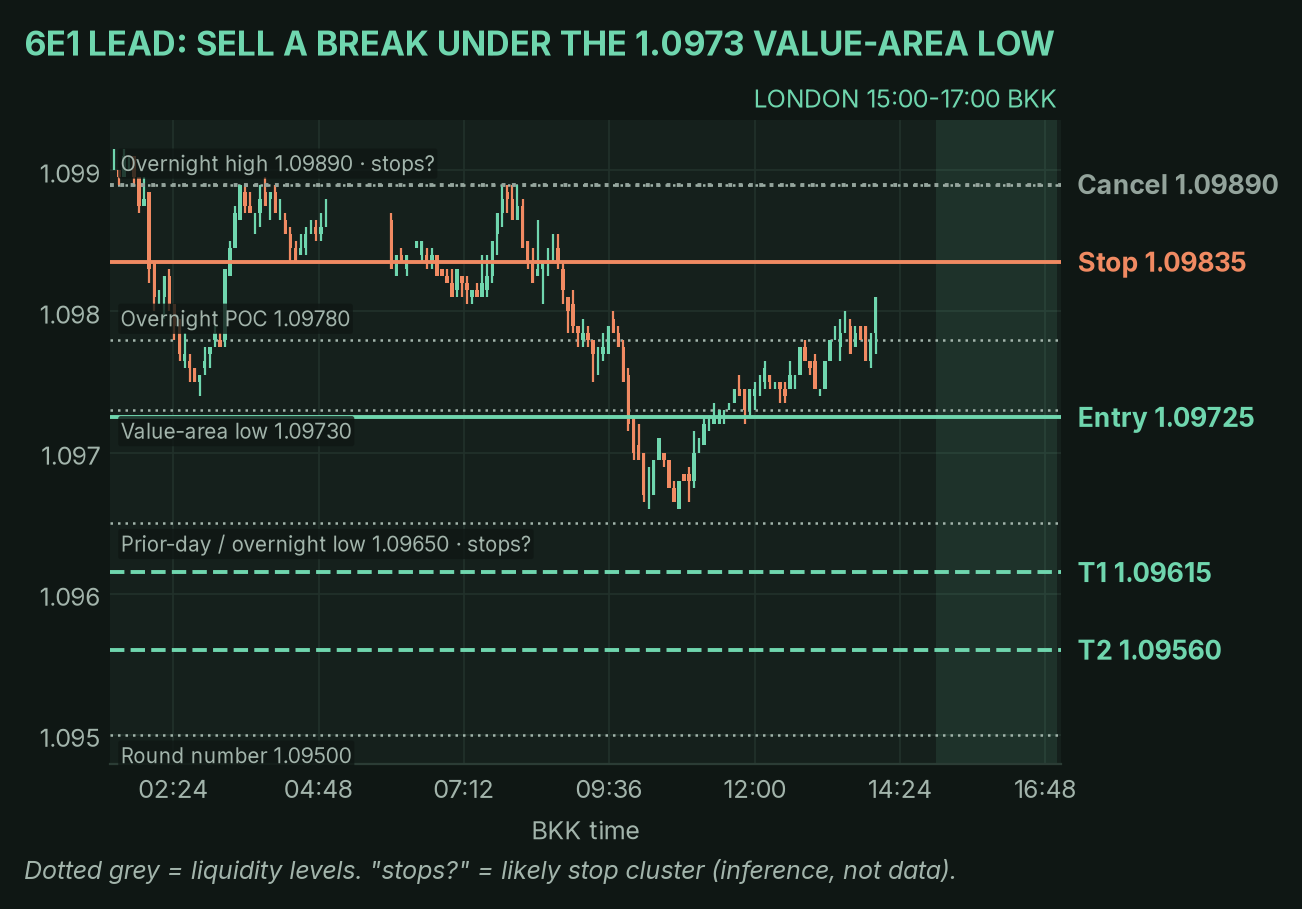 6E1 LEAD: SELL A BREAK UNDER THE 1.0973 VALUE-AREA LOW
LONDON 15:00-17:00 BKK
1.099
Overnight high 1.09890 · stops?
Cancel 1.09890
Stop 1.09835
1.098
Overnight POC 1.09780
Value-area low 1.09730
Entry 1.09725
1.097
Prior-day / overnight low 1.09650 · stops?
T1 1.09615
1.096
T2 1.09560
1.095
Round number 1.09500
02:24 04:48 07:12 09:36 12:00 14:24 16:48
BKK time
Dotted grey = liquidity levels. "stops?" = likely stop cluster (inference, not data).